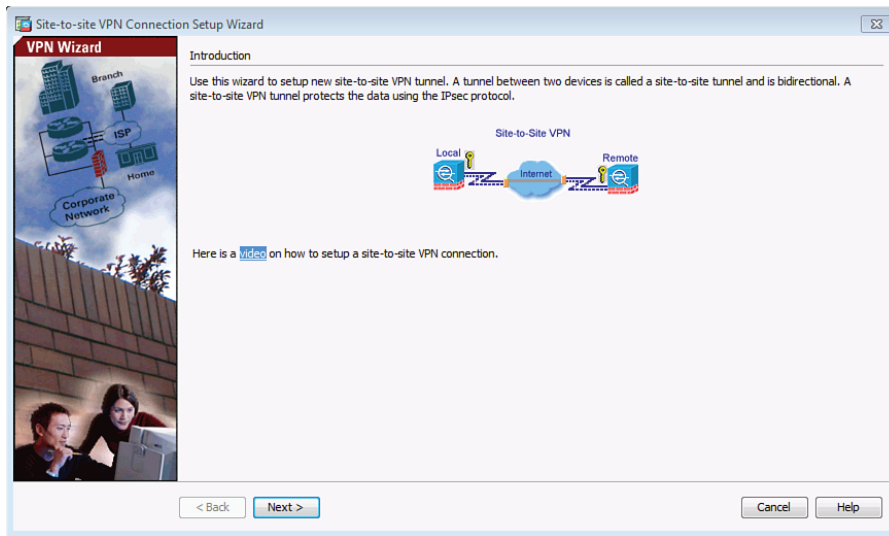 Site-to-site VPN Connection Setup Wizard
VPN Wizard
Branch
ISP
Home
Corporate
Network
Introduction
Use this wizard to setup new site-to-site VPN tunnel. A tunnel between two devices is called a site-to-site tunnel and is bidirectional. A
site-to-site VPN tunnel protects the data using the IPsec protocol.
Site-to-Site VPN
Local
Remote
Internet
Here is a video on how to setup a site-to-site VPN connection.
< Back
Next >
Cancel
Help